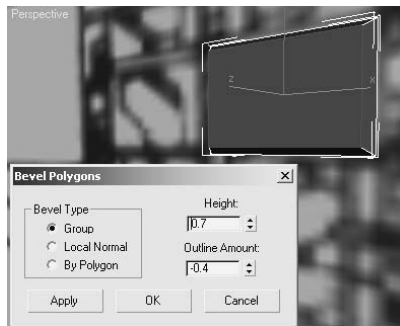 Perspective
z
x
Bevel Polygons
Bevel Type
Group
Local Normal
By Polygon
Height:
0.7
Outline Amount:
-0.4
Apply
OK
Cancel